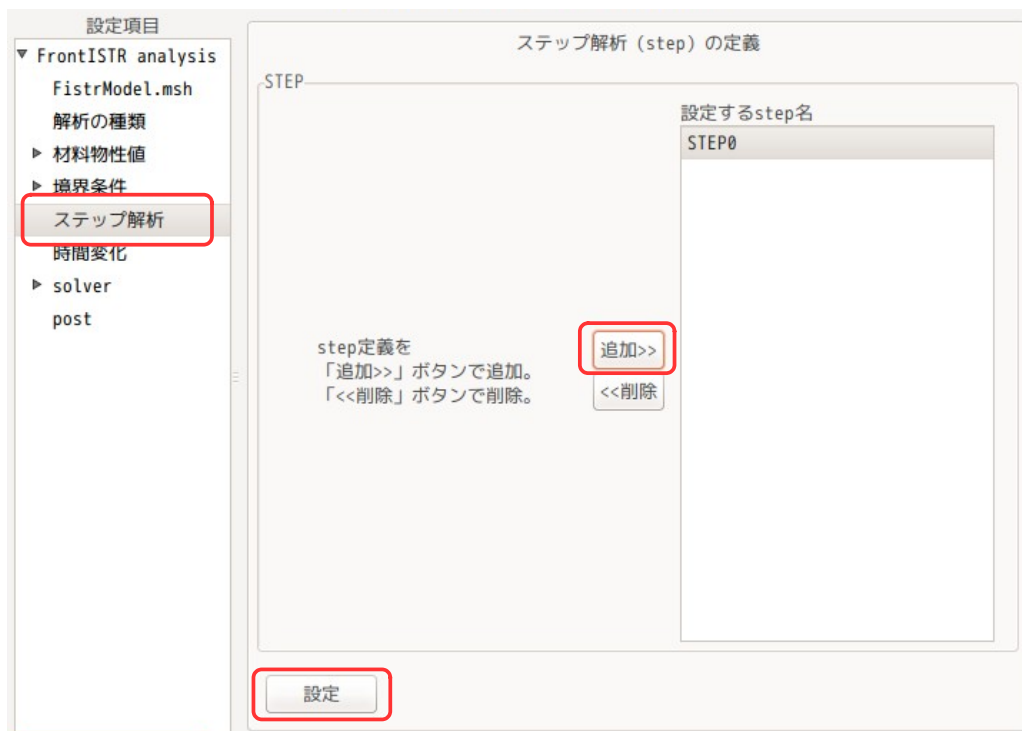 設定項目
FrontISTR analysis
FistrModel.msh
解析の種類
材料物性値
境界条件
ステップ解析
時間変化
solver
post
ステップ解析 (step) の定義
STEP
設定するstep名
STEP0
step定義を
「追加>>」ボタンで追加。
「<<削除」ボタンで削除。
追加>>
<<削除
設定